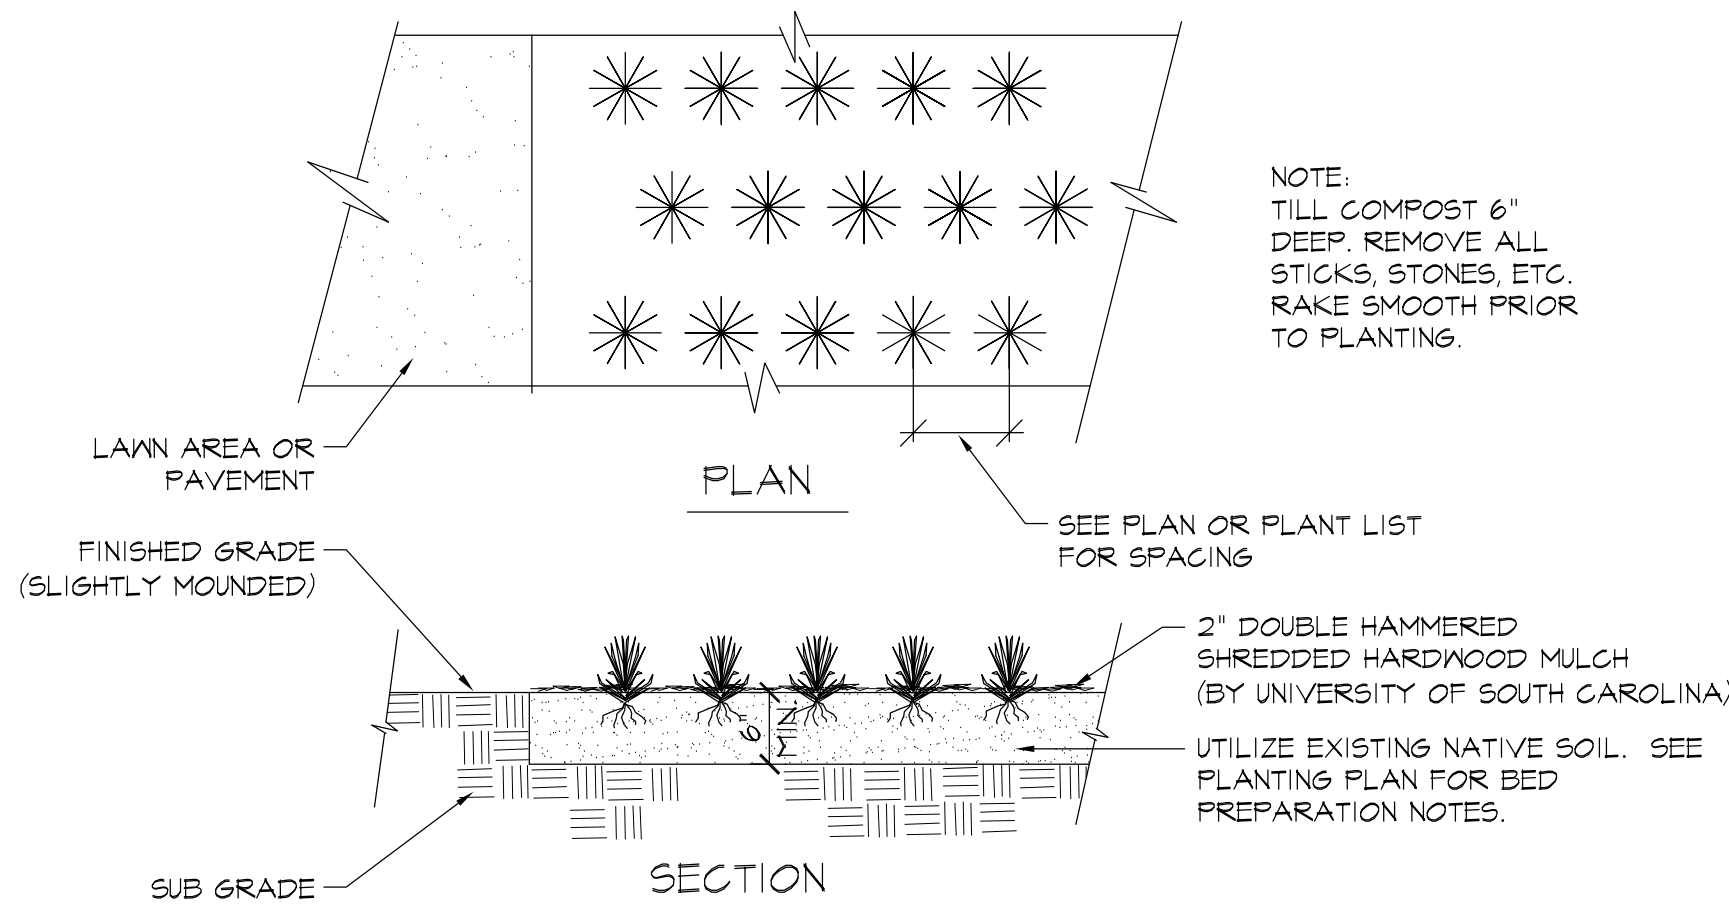 NOTE:
TILL COMPOST 6"
DEEP. REMOVE ALL
STICKS, STONES, ETC.
RAKE SMOOTH PRIOR
TO PLANTING.
LAWN AREA OR
PAVEMENT
PLAN
SEE PLAN OR PLANT LIST
FOR SPACING
FINISHED GRADE
(SLIGHTLY MOUNDED)
2" DOUBLE HAMMERED
SHREDDED HARDWOOD MULCH
(BY UNIVERSITY OF SOUTH CAROLINA)
6"
MIN.
UTILIZE EXISTING NATIVE SOIL. SEE
PLANTING PLAN FOR BED
PREPARATION NOTES.
SUB GRADE
SECTION